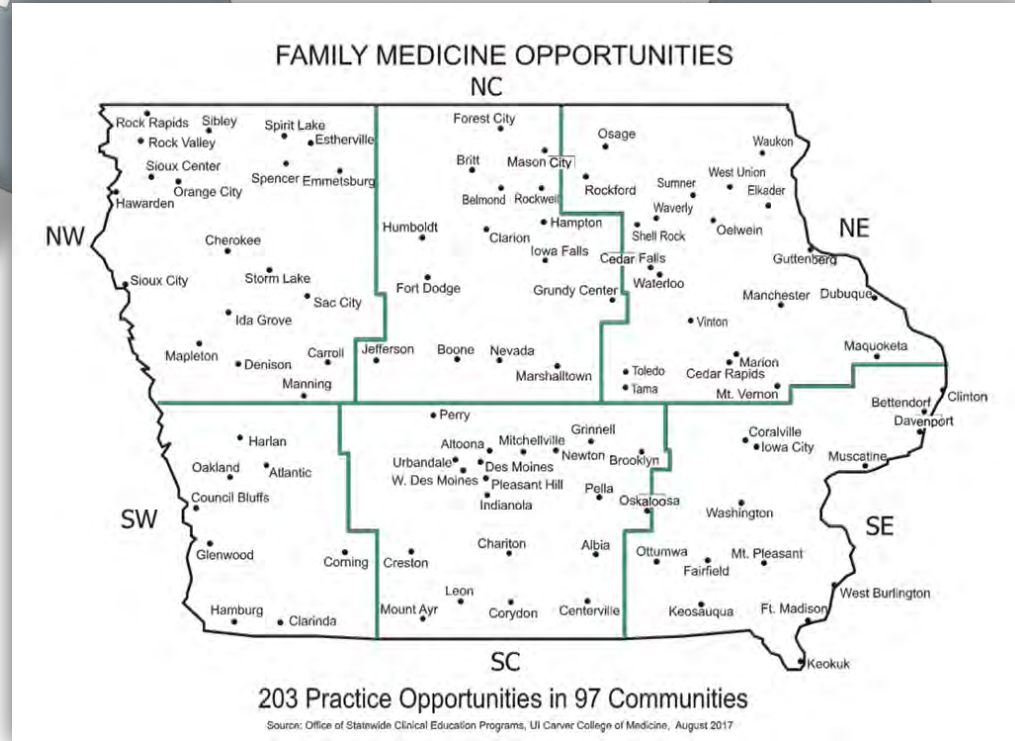 FAMILY MEDICINE OPPORTUNITIES
NC
Rock Rapids
Sibley
Rock Valley
Spirit Lake
Estherville
Sioux Center
Orange City
Spencer
Emmetsburg
Hawarden
NW
Cherokee
Sioux City
Storm Lake
Sac City
Ida Grove
Mapleton
Denison
Carroll
Manning
Forest City
Britt
Mason City
Belmond
Rockwell
Humboldt
Clarion
Hampton
Iowa Falls
Fort Dodge
Grundy Center
Jefferson
Boone
Nevada
Marshalltown
Osage
Waukon
Rockford
Sumner
West Union
Elkader
Waverly
Shell Rock
Oelwein
NE
Cedar Falls
Waterloo
Guttenberg
Manchester
Dubuque
Vinton
Maquoketa
Marion
Cedar Rapids
Toledo
Tama
Mt. Vernon
Harlan
Oakland
Atlantic
Council Bluffs
SW
Glenwood
Corning
Hamburg
Clarinda
Perry
Grinnell
Altoona
Mitchellville
Newton
Brooklyn
Urbandale
Des Moines
W. Des Moines
Pleasant Hill
Indianola
Pella
Oskaloosa
Chariton
Albia
Creston
Leon
Mount Ayr
Corydon
Centerville
SC
Clinton
Bettendorf
Davenport
Coralville
Iowa City
Muscatine
Washington
SE
Ottumwa
Mt. Pleasant
Fairfield
West Burlington
Keosauqua
Ft. Madison
Keokuk
203 Practice Opportunities in 97 Communities
Source: Office of Statewide Clinical Education Programs, UI Carver College of Medicine, August 2017